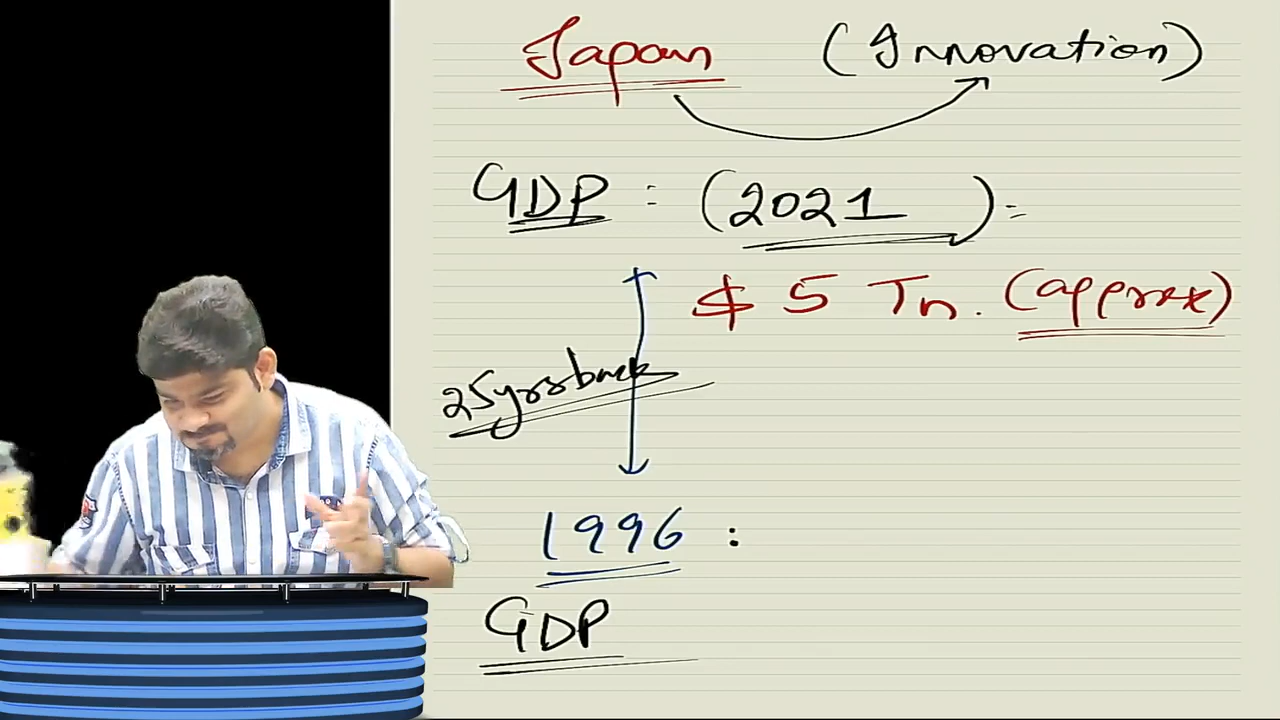 Japan (Innovation)
GDP : (2021) :-
$ 5 Tn. (approx)
25yrs back
1996 :
GDP